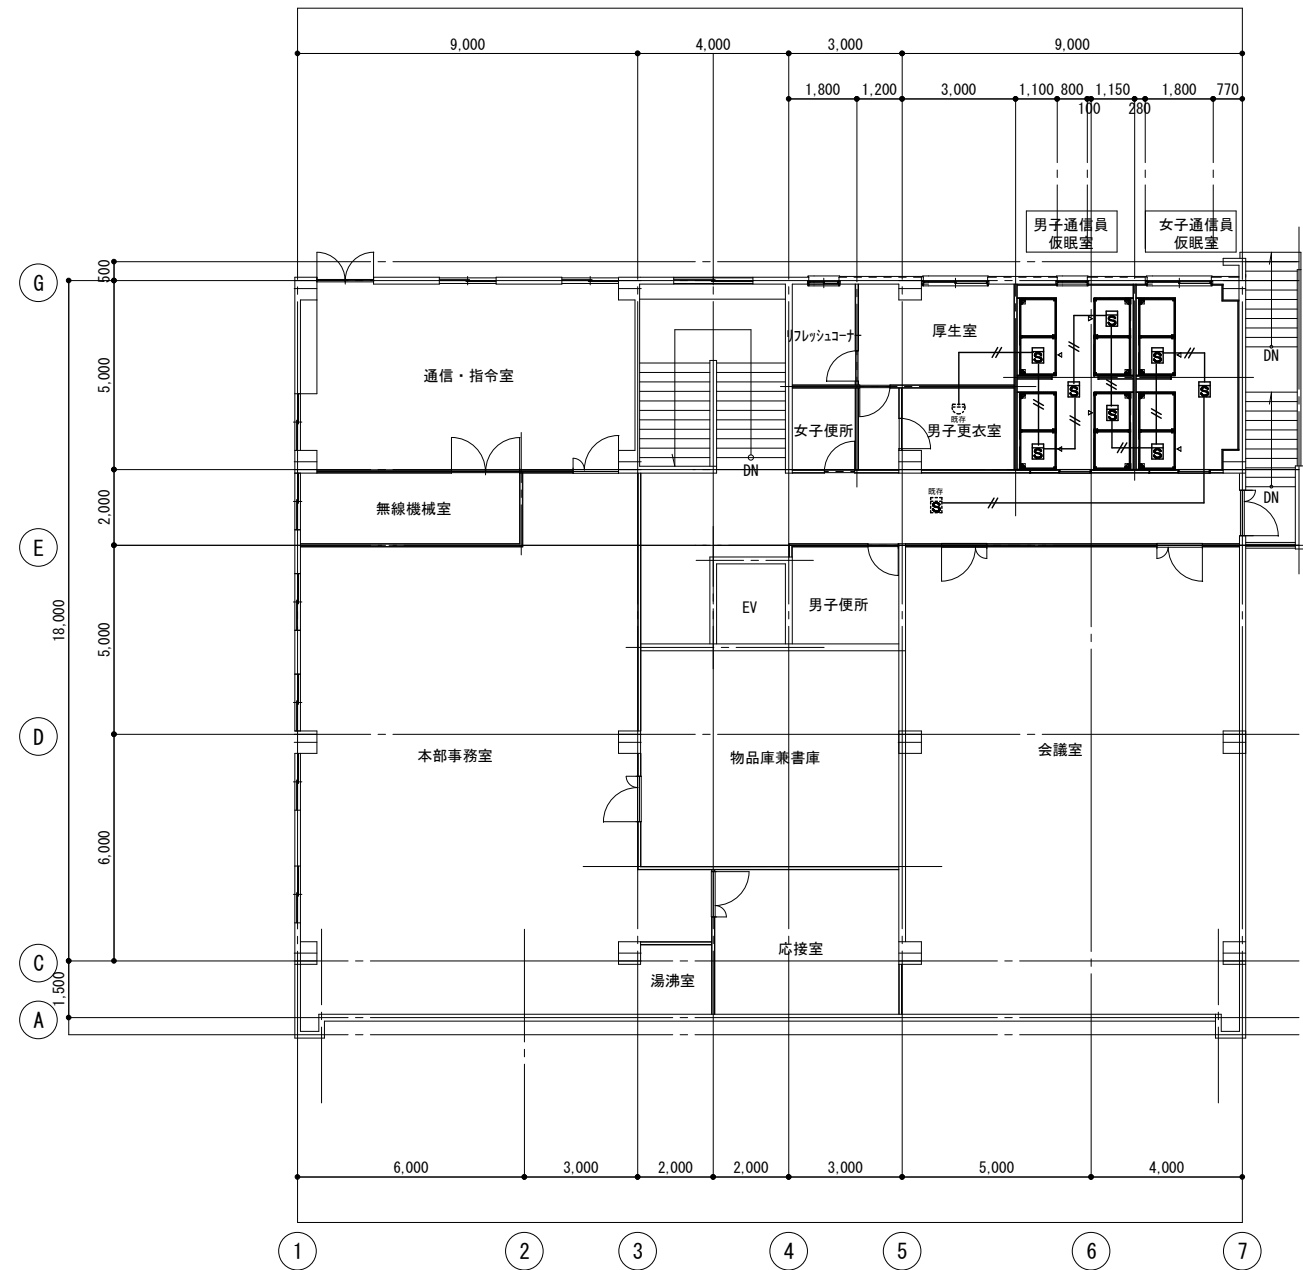 9,000
4,000
3,000
9,000
1,800
1,200
3,000
1,100
800
1,150
1,800
770
100
280
男子通信員
仮眠室
女子通信員
仮眠室
500
G
リフレッシュコーナー
厚生室
S
S
S
S
S
DN
5,000
通信・指令室
既存
S
女子便所
男子更衣室
S
S
DN
既存
S
DN
2,000
無線機械室
E
EV
男子便所
18,000
5,000
D
本部事務室
物品庫兼書庫
会議室
6,000
C
応接室
湯沸室
1,500
A
6,000
3,000
2,000
2,000
3,000
5,000
4,000
1
2
3
4
5
6
7